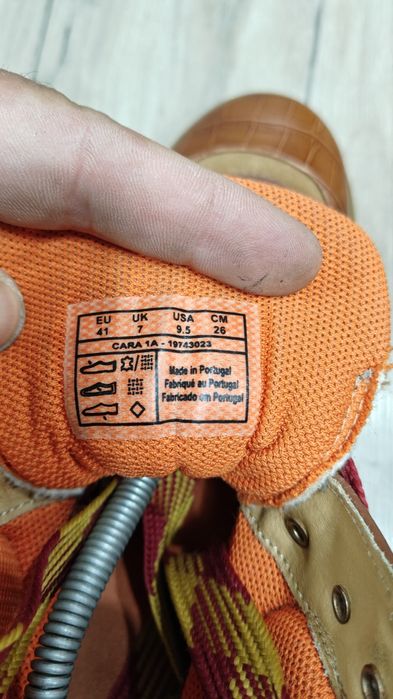 EU UK USA CM
41 7 9.5 26
CARA 1A - 19743023
Made in Portugal
Fabriqué au Portugal
Fabricado em Portugal